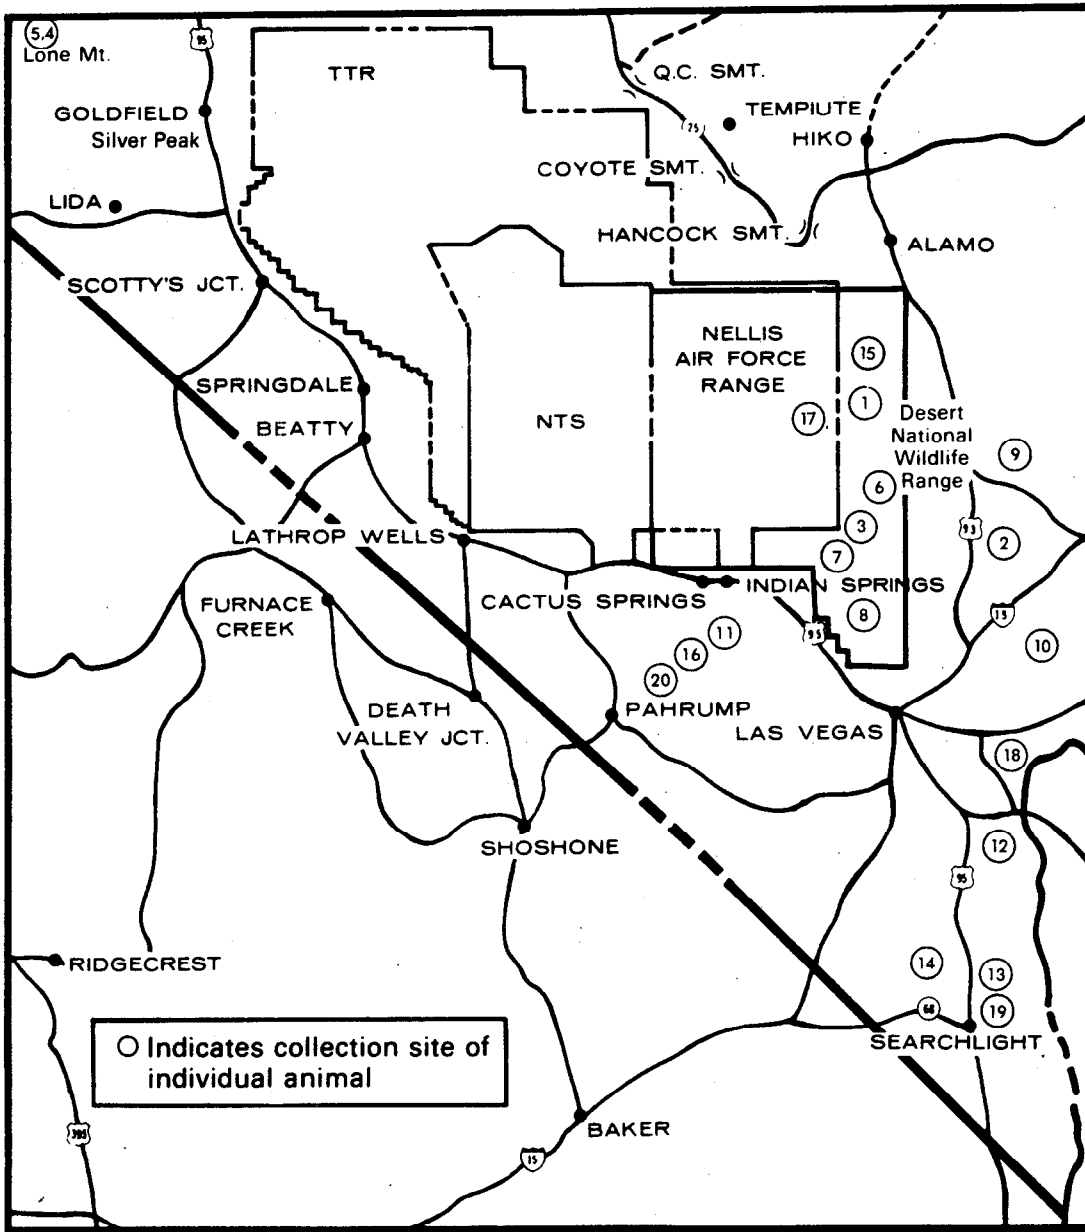 5,4
Lone Mt.
95
TTR
Q.C. SMT.
GOLDFIELD
Silver Peak
25
TEMPIUTE
HIKO
COYOTE SMT.
LIDA
HANCOCK SMT.
ALAMO
SCOTTY'S JCT.
NELLIS
AIR FORCE
RANGE
15
SPRINGDALE
1
17
Desert
National
Wildlife
Range
BEATTY
NTS
9
6
LATHROP WELLS
3
93
2
7
CACTUS SPRINGS
INDIAN SPRINGS
FURNACE
CREEK
8
15
95
11
10
16
20
DEATH
VALLEY JCT.
PAHRUMP
LAS VEGAS
18
SHOSHONE
12
95
RIDGECREST
14
13
68
19
SEARCHLIGHT
Indicates collection site of
individual animal
BAKER
395
15